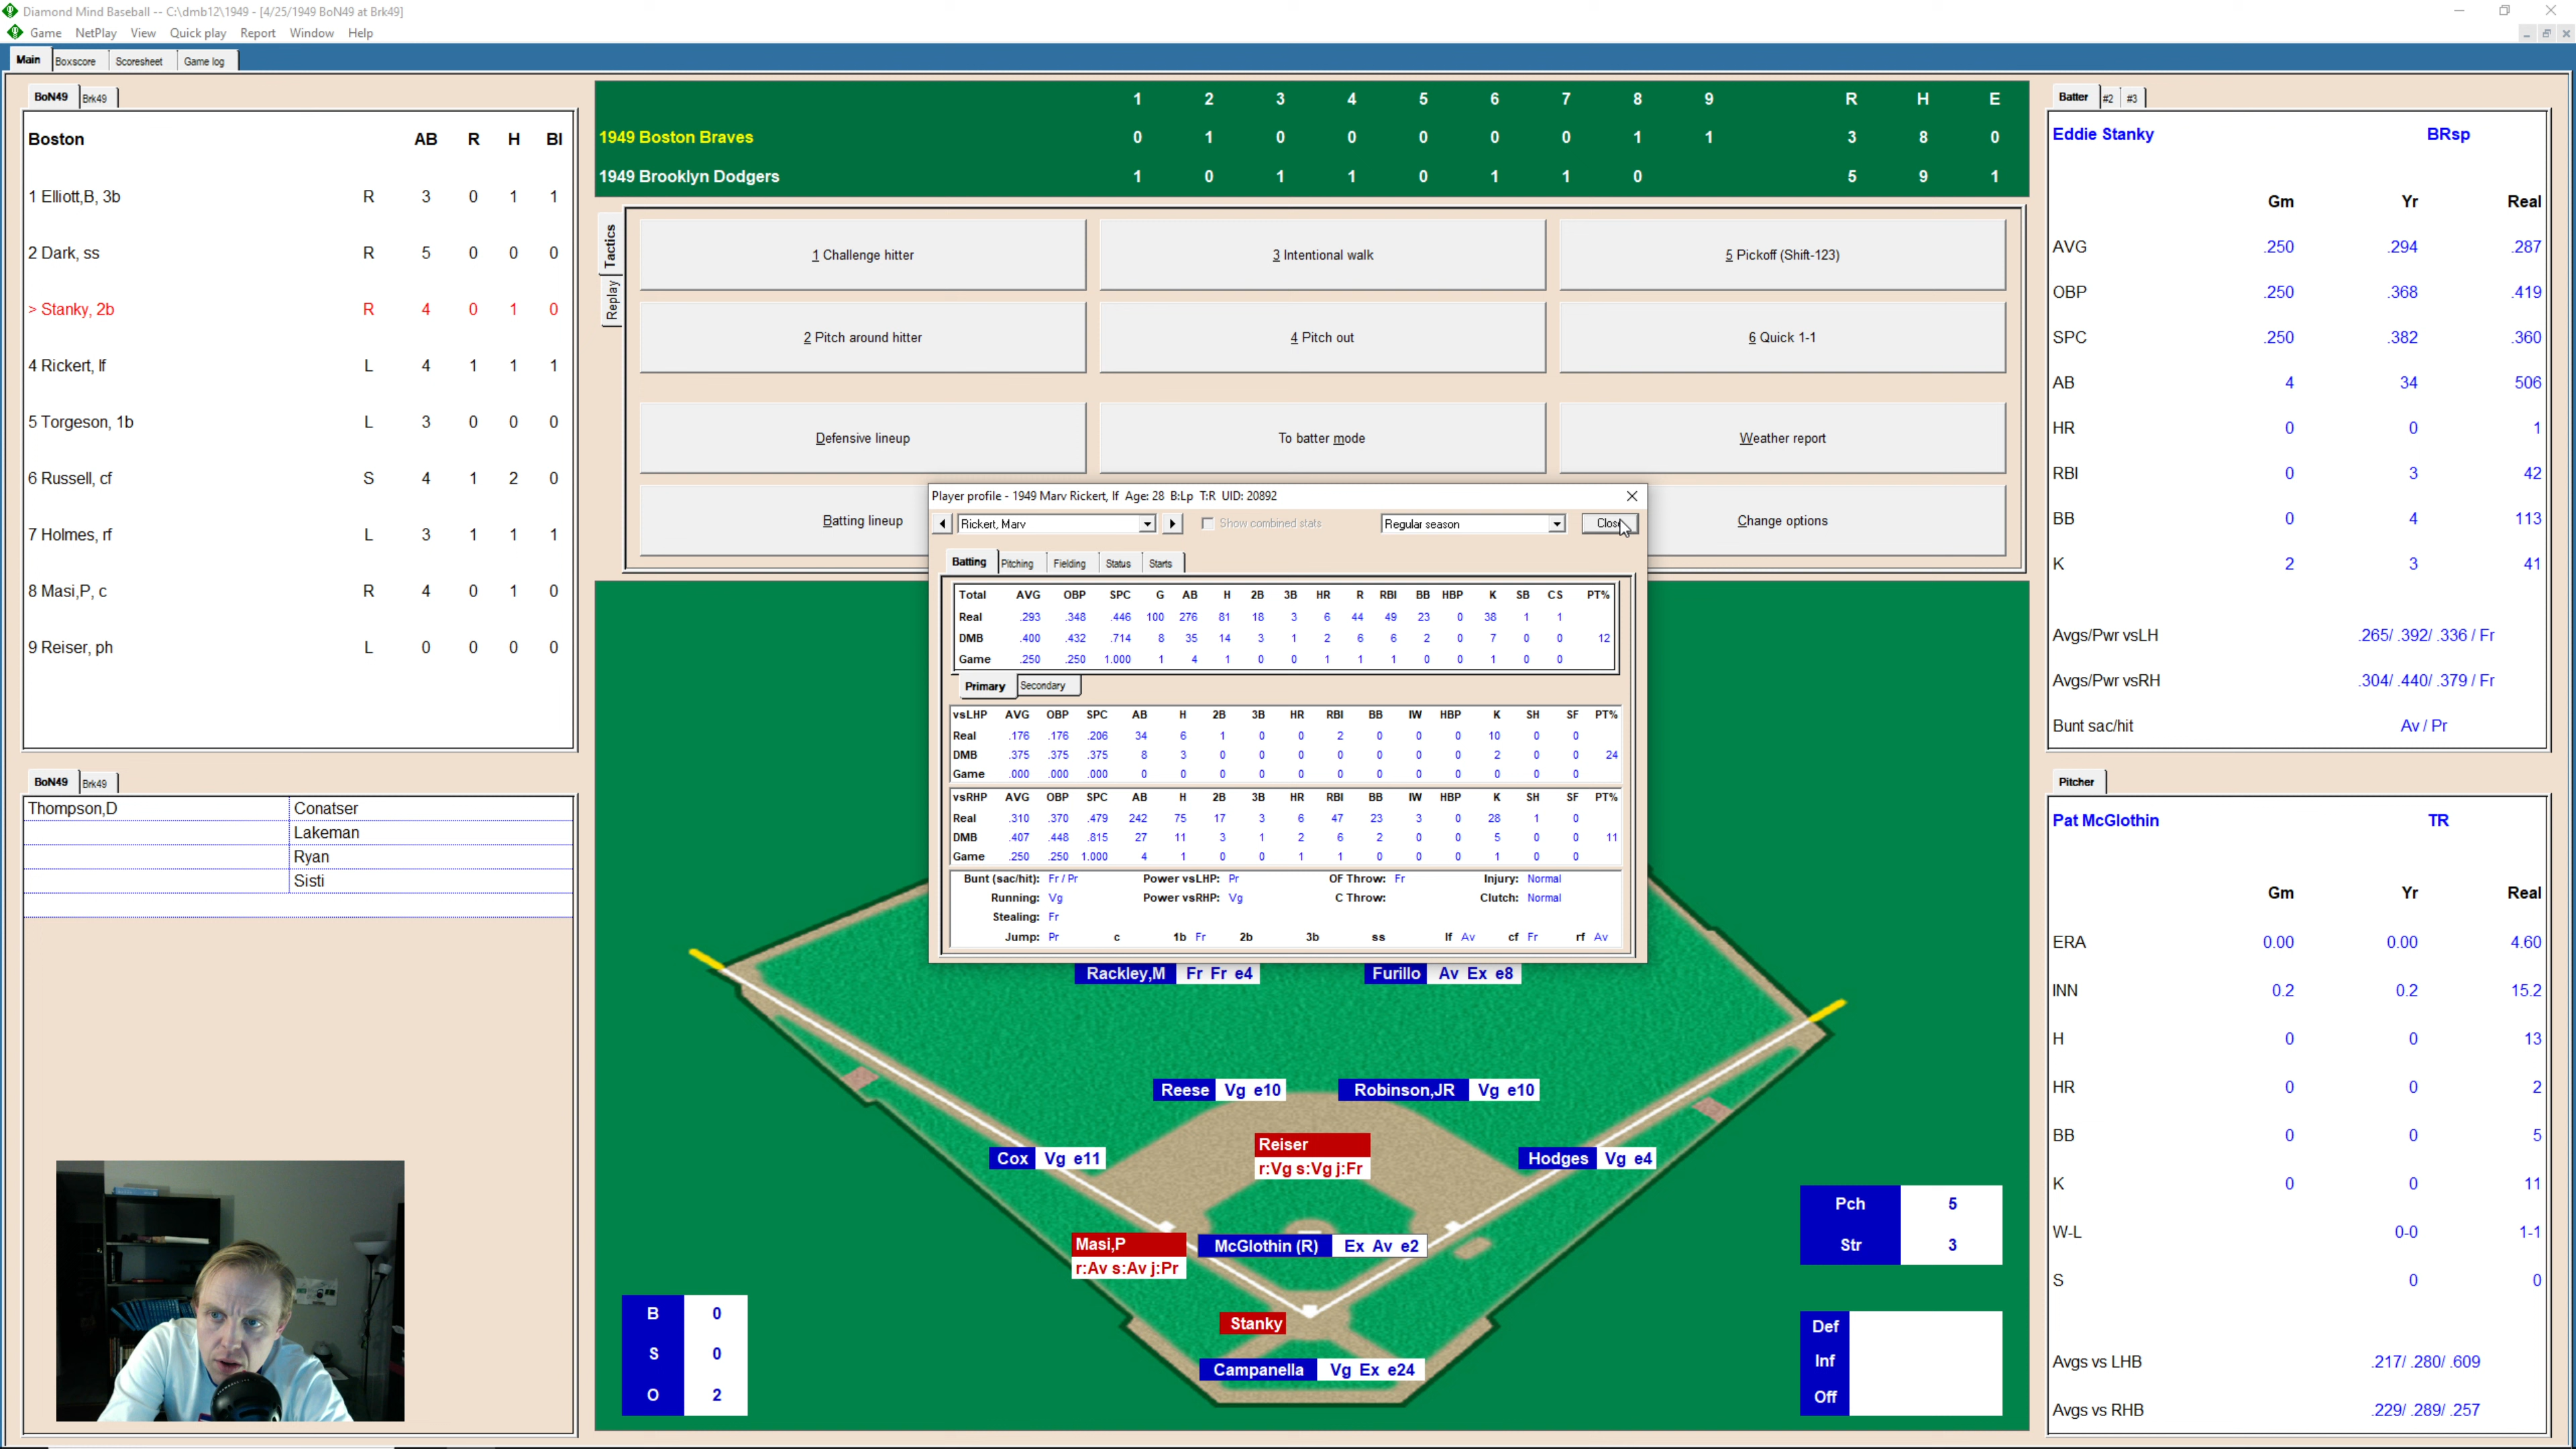 Diamond Mind Baseball -- C:\dmb12\1949 - [4/25/1949 BoN49 at Brk49]
Game NetPlay View Quick play Report Window Help
Main Boxscore Scoresheet Game log
BoN49 Brk49
Boston AB R H BI
1 Elliott,B, 3b R 3 0 1 1
2 Dark, ss R 5 0 0 0
> Stanky, 2b R 4 0 1 0
4 Rickert, lf L 4 1 1 1
5 Torgeson, 1b L 3 0 0 0
6 Russell, cf S 4 1 2 0
7 Holmes, rf L 3 1 1 1
8 Masi,P, c R 4 0 1 0
9 Reiser, ph L 0 0 0 0
BoN49 Brk49
Thompson,D Conatser
Lakeman
Ryan
Sisti
1 2 3 4 5 6 7 8 9 R H E
1949 Boston Braves 0 1 0 0 0 0 0 1 1 3 8 0
1949 Brooklyn Dodgers 1 0 1 1 0 1 1 0 5 9 1
Tactics
Replay
1 Challenge hitter 3 Intentional walk 5 Pickoff (Shift-123)
2 Pitch around hitter 4 Pitch out 6 Quick 1-1
Defensive lineup To batter mode Weather report
Batting lineup Change options
Player profile - 1949 Marv Rickert, lf Age: 28 B:Lp T:R UID: 20892
Rickert, Marv Show combined stats Regular season Close
Batting Pitching Fielding Status Starts
Total AVG OBP SPC G AB H 2B 3B HR R RBI BB HBP K SB CS PT%
Real .293 .348 .446 100 276 81 18 3 6 44 49 23 0 38 1 1
DMB .400 .432 .714 8 35 14 3 1 2 6 6 2 0 7 0 0 12
Game .250 .250 1.000 1 4 1 0 0 1 1 1 0 0 1 0 0
Primary Secondary
vsLHP AVG OBP SPC AB H 2B 3B HR RBI BB IW HBP K SH SF PT%
Real .176 .176 .206 34 6 1 0 0 2 0 0 0 10 0 0
DMB .375 .375 .375 8 3 0 0 0 0 0 0 0 2 0 0 24
Game .000 .000 .000 0 0 0 0 0 0 0 0 0 0 0 0
vsRHP AVG OBP SPC AB H 2B 3B HR RBI BB IW HBP K SH SF PT%
Real .310 .370 .479 242 75 17 3 6 47 23 3 0 28 1 0
DMB .407 .448 .815 27 11 3 1 2 6 2 0 0 5 0 0 11
Game .250 .250 1.000 4 1 0 0 1 1 0 0 0 1 0 0
Bunt (sac/hit): Fr / Pr Power vsLHP: Pr OF Throw: Fr Injury: Normal
Running: Vg Power vsRHP: Vg C Throw: Clutch: Normal
Stealing: Fr
Jump: Pr c 1b Fr 2b 3b ss lf Av cf Fr rf Av
Rackley,M Fr Fr e4 Furillo Av Ex e8
Reese Vg e10 Robinson,JR Vg e10
Cox Vg e11 Reiser Hodges Vg e4
r:Vg s:Vg j:Fr
Masi,P McGlothin (R) Ex Av e2
r:Av s:Av j:Pr
Stanky
Campanella Vg Ex e24
B 0
S 0
O 2
Pch 5
Str 3
Def
Inf
Off
Batter #2 #3
Eddie Stanky BRsp
Gm Yr Real
AVG .250 .294 .287
OBP .250 .368 .419
SPC .250 .382 .360
AB 4 34 506
HR 0 0 1
RBI 0 3 42
BB 0 4 113
K 2 3 41
Avgs/Pwr vsLH .265/ .392/ .336 / Fr
Avgs/Pwr vsRH .304/ .440/ .379 / Fr
Bunt sac/hit Av / Pr
Pitcher
Pat McGlothin TR
Gm Yr Real
ERA 0.00 0.00 4.60
INN 0.2 0.2 15.2
H 0 0 13
HR 0 0 2
BB 0 0 5
K 0 0 11
W-L 0-0 1-1
S 0 0
Avgs vs LHB .217/ .280/ .609
Avgs vs RHB .229/ .289/ .257